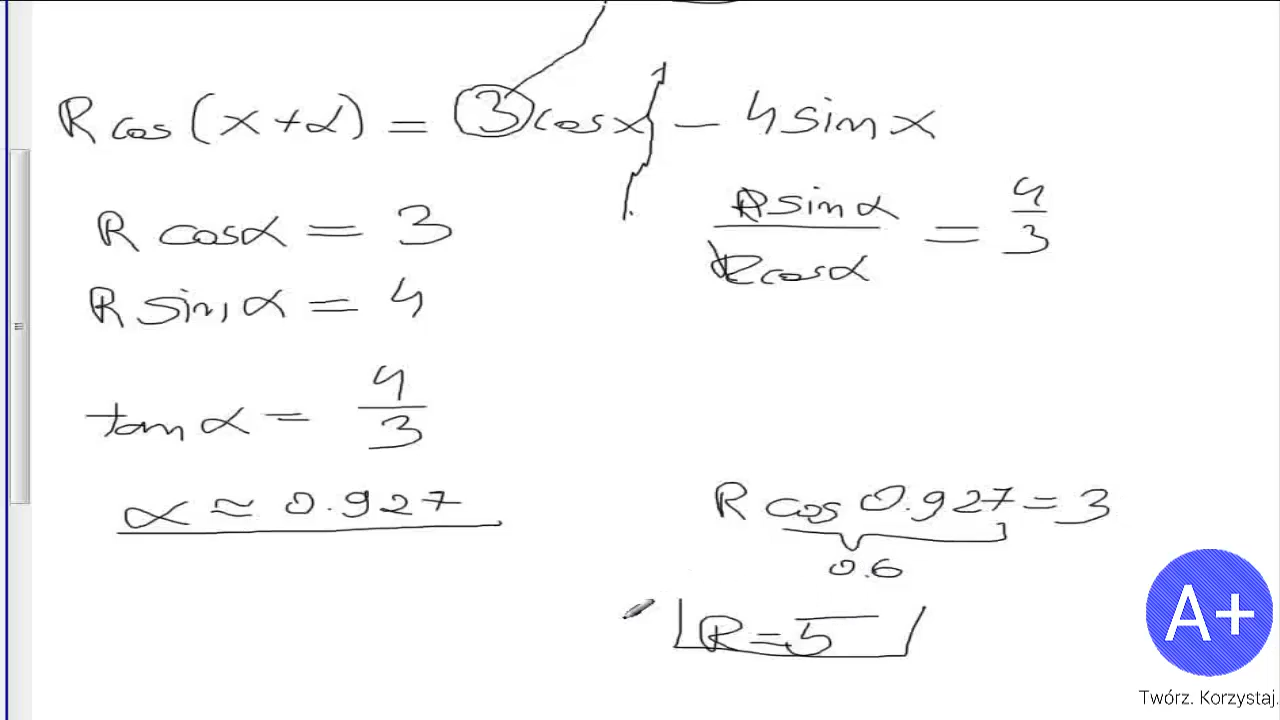 R cos (x + α) = 3 cos x - 4 sin x
R cos α = 3
R sin α = 4
R sin α / R cos α = 4/3
tan α = 4/3
α ≈ 0.927
R cos 0.927 = 3
0.6
R = 5
A+
Twórz. Korzystaj.